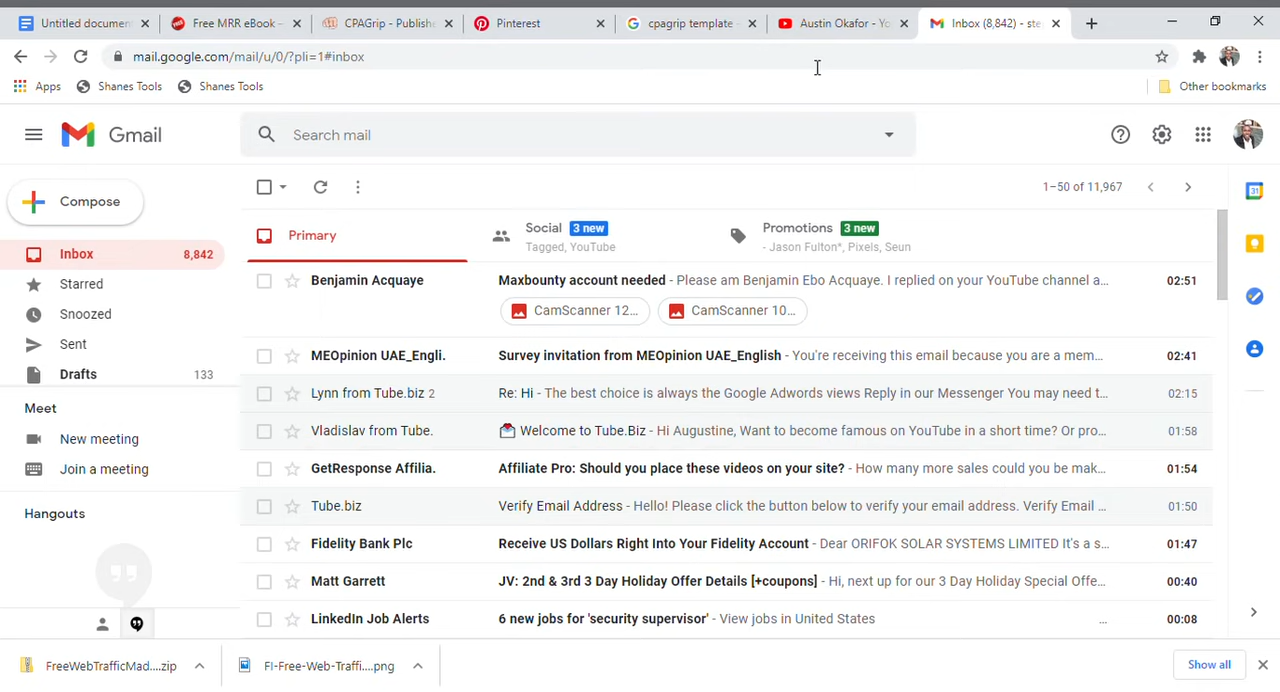 Untitled documen
Free MRR eBook –
CPAGrip - Publishe
Pinterest
cpagrip template -
Austin Okafor - Yo
Inbox (8,842) - ste
mail.google.com/mail/u/0/?pli=1#inbox
Apps
Shanes Tools
Shanes Tools
Other bookmarks
Gmail
Search mail
Compose
1–50 of 11,967
Inbox 8,842
Starred
Snoozed
Sent
Drafts 133
Meet
New meeting
Join a meeting
Hangouts
Primary
Social 3 new
Tagged, YouTube
Promotions 3 new
- Jason Fulton*, Pixels, Seun
Benjamin Acquaye Maxbounty account needed - Please am Benjamin Ebo Acquaye. I replied on your YouTube channel a... 02:51
CamScanner 12... CamScanner 10...
MEOpinion UAE_Engli. Survey invitation from MEOpinion UAE_English - You're receiving this email because you are a mem... 02:41
Lynn from Tube.biz 2 Re: Hi - The best choice is always the Google Adwords views Reply in our Messenger You may need t... 02:15
Vladislav from Tube. Welcome to Tube.Biz - Hi Augustine, Want to become famous on YouTube in a short time? Or pro... 01:58
GetResponse Affilia. Affiliate Pro: Should you place these videos on your site? - How many more sales could you be mak... 01:54
Tube.biz Verify Email Address - Hello! Please click the button below to verify your email address. Verify Email ... 01:50
Fidelity Bank Plc Receive US Dollars Right Into Your Fidelity Account - Dear ORIFOK SOLAR SYSTEMS LIMITED It's a s... 01:47
Matt Garrett JV: 2nd & 3rd 3 Day Holiday Offer Details [+coupons] - Hi, next up for our 3 Day Holiday Special Offe... 00:40
LinkedIn Job Alerts 6 new jobs for 'security supervisor' - View jobs in United States ... 00:08
31
FreeWebTrafficMad....zip
FI-Free-Web-Traffi....png
Show all